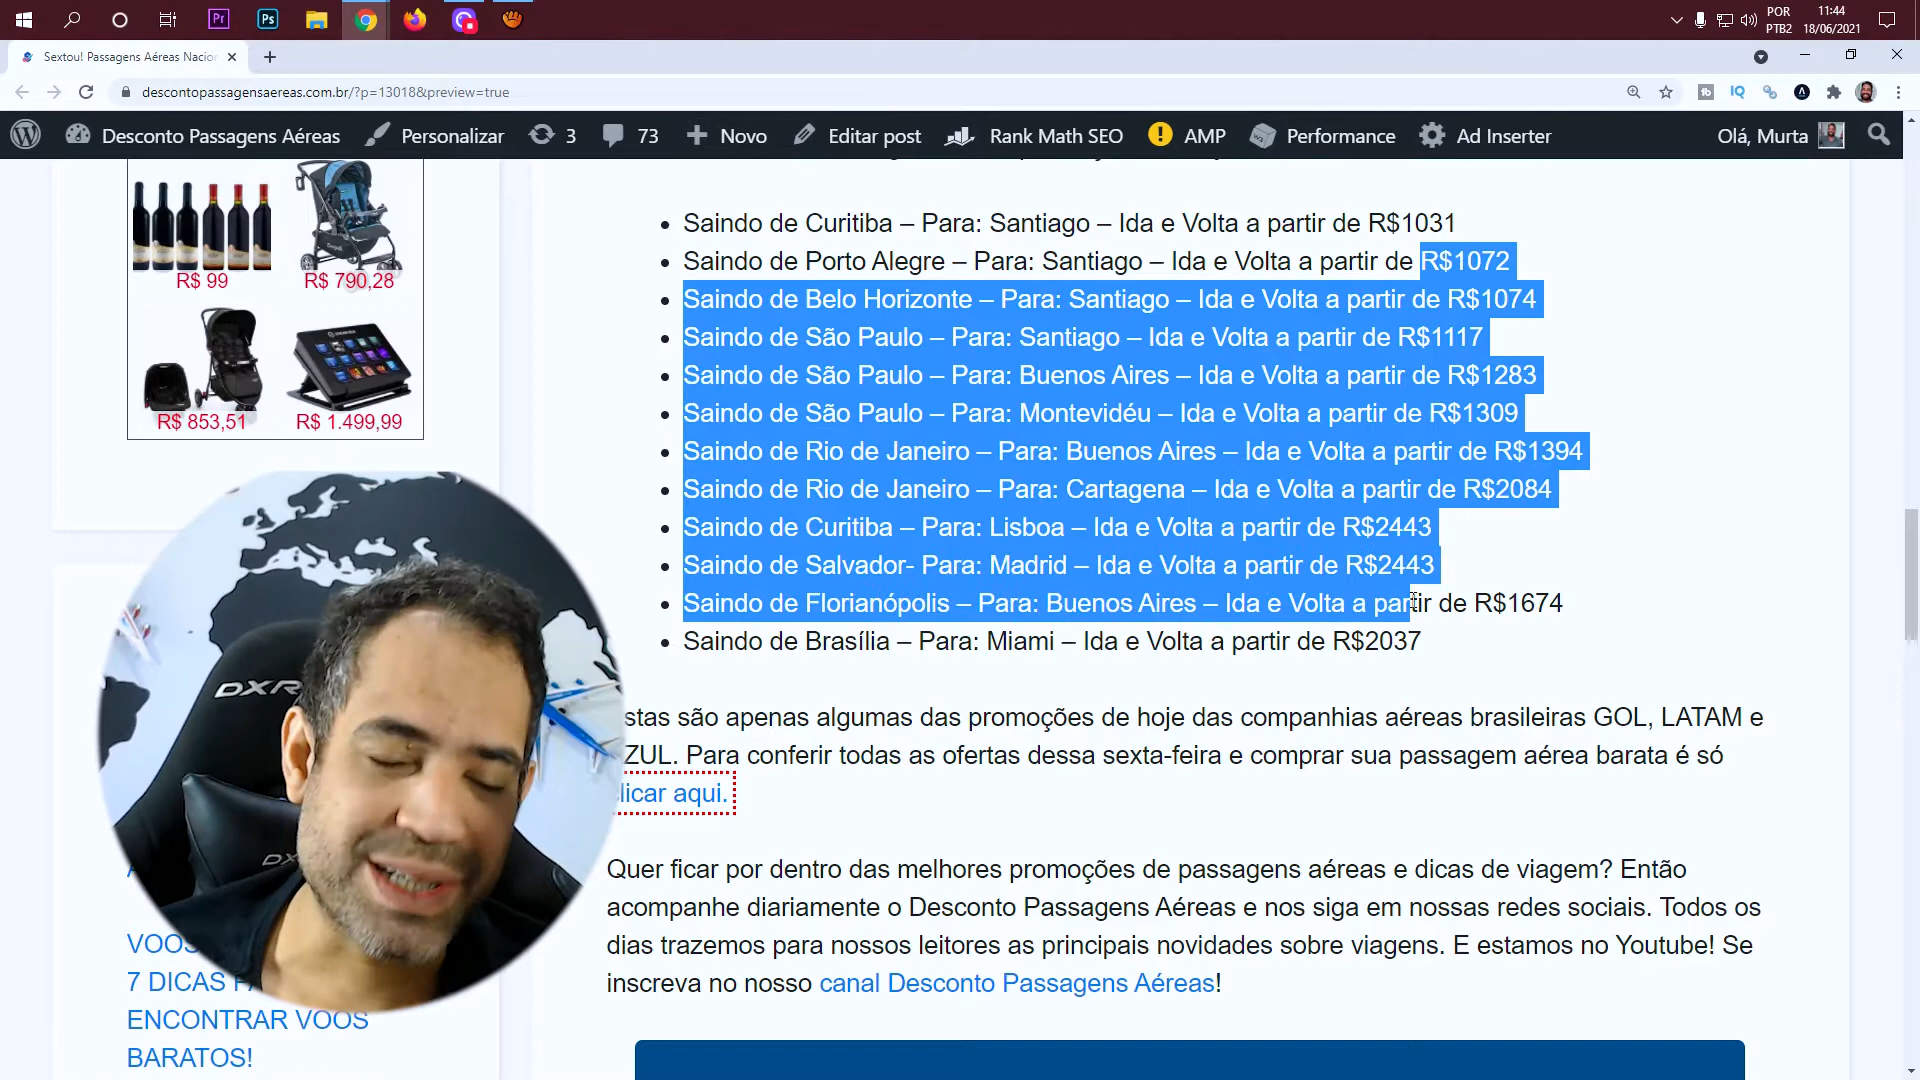 POR
PTB2
11:44
18/06/2021
Sextou! Passagens Aéreas Nacion
descontopassagensaereas.com.br/?p=13018&preview=true
Desconto Passagens Aéreas
Personalizar
3
73
Novo
Editar post
Rank Math SEO
AMP
Performance
Ad Inserter
Olá, Murta
R$ 99
R$ 790,28
R$ 853,51
R$ 1.499,99
Saindo de Curitiba – Para: Santiago – Ida e Volta a partir de R$1031
Saindo de Porto Alegre – Para: Santiago – Ida e Volta a partir de R$1072
Saindo de Belo Horizonte – Para: Santiago – Ida e Volta a partir de R$1074
Saindo de São Paulo – Para: Santiago – Ida e Volta a partir de R$1117
Saindo de São Paulo – Para: Buenos Aires – Ida e Volta a partir de R$1283
Saindo de São Paulo – Para: Montevidéu – Ida e Volta a partir de R$1309
Saindo de Rio de Janeiro – Para: Buenos Aires – Ida e Volta a partir de R$1394
Saindo de Rio de Janeiro – Para: Cartagena – Ida e Volta a partir de R$2084
Saindo de Curitiba – Para: Lisboa – Ida e Volta a partir de R$2443
Saindo de Salvador- Para: Madrid – Ida e Volta a partir de R$2443
Saindo de Florianópolis – Para: Buenos Aires – Ida e Volta a partir de R$1674
Saindo de Brasília – Para: Miami – Ida e Volta a partir de R$2037
stas são apenas algumas das promoções de hoje das companhias aéreas brasileiras GOL, LATAM e
ZUL. Para conferir todas as ofertas dessa sexta-feira e comprar sua passagem aérea barata é só
licar aqui.
Quer ficar por dentro das melhores promoções de passagens aéreas e dicas de viagem? Então
acompanhe diariamente o Desconto Passagens Aéreas e nos siga em nossas redes sociais. Todos os
dias trazemos para nossos leitores as principais novidades sobre viagens. E estamos no Youtube! Se
inscreva no nosso canal Desconto Passagens Aéreas!
VOOS
7 DICAS
ENCONTRAR VOOS
BARATOS!
DXR
DX